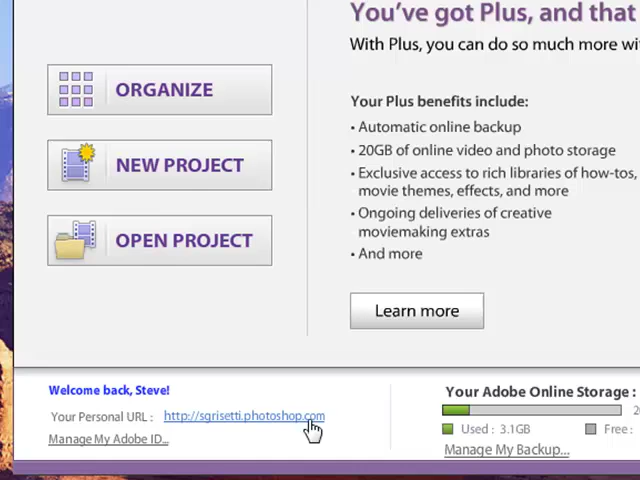 You've got Plus, and that
With Plus, you can do so much more
ORGANIZE
NEW PROJECT
OPEN PROJECT
Your Plus benefits include:
• Automatic online backup
• 20GB of online video and photo storage
• Exclusive access to rich libraries of how-tos,
movie themes, effects, and more
• Ongoing deliveries of creative
moviemaking extras
• And more
Learn more
Welcome back, Steve!
Your Personal URL : http://sgrisetti.photoshop.com
Manage My Adobe ID...
Your Adobe Online Storage :
Used : 3.1GB
Free :
Manage My Backup...